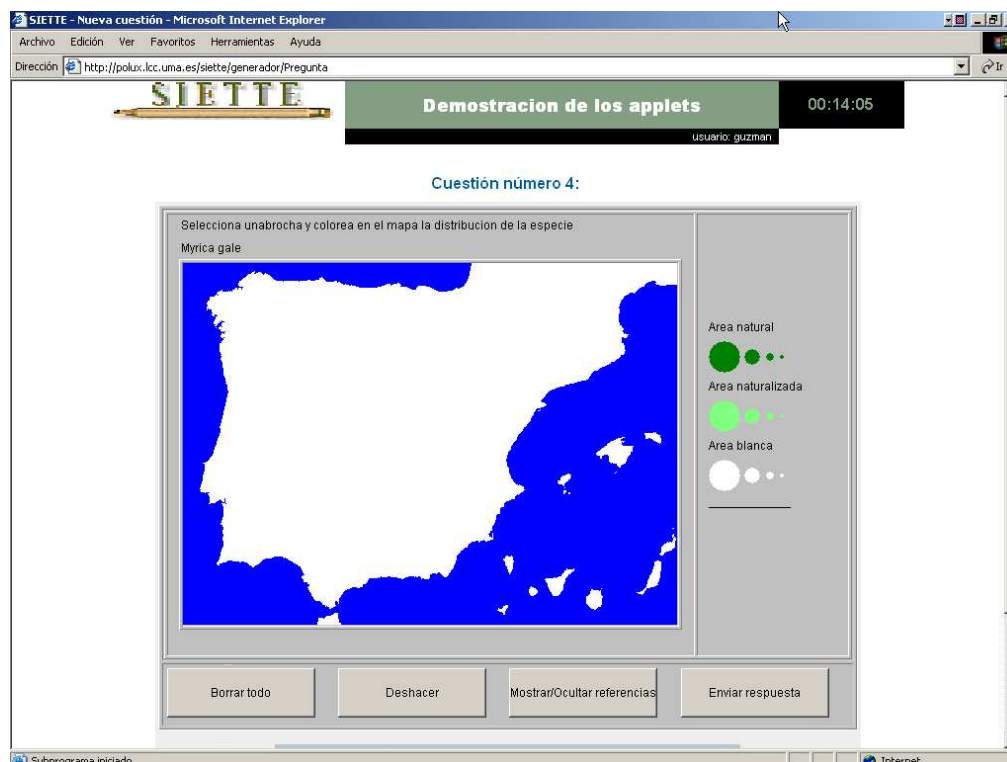 SIETTE - Nueva cuestión - Microsoft Internet Explorer
Archivo Edición Ver Favoritos Herramientas Ayuda
Dirección http://polux.lcc.uma.es/siette/generador/Pregunta Ir
SIETTE
Demostracion de los applets
00:14:05
usuario: guzman
Cuestión número 4:
Selecciona unabrocha y colorea en el mapa la distribucion de la especie
Myrica gale
Area natural
Area naturalizada
Area blanca
Borrar todo Deshacer Mostrar/Ocultar referencias Enviar respuesta
Subprograma iniciado Internet